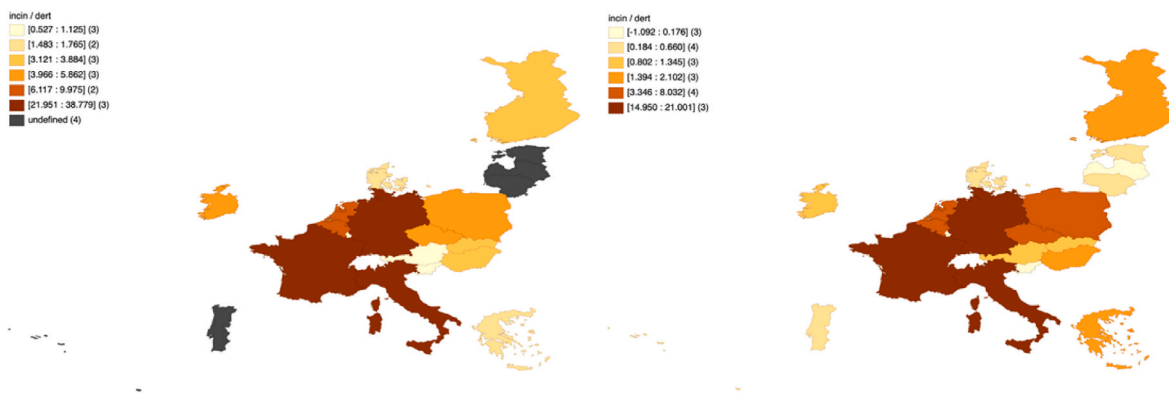 incin / dert
[0.527 : 1.125] (3)
[1.483 : 1.765] (2)
[3.121 : 3.884] (3)
[3.966 : 5.862] (3)
[6.117 : 9.975] (2)
[21.951 : 38.779] (3)
undefined (4)
incin / dert
[-1.092 : 0.176] (3)
[0.184 : 0.660] (4)
[0.802 : 1.345] (3)
[1.394 : 2.102] (3)
[3.346 : 8.032] (4)
[14.950 : 21.001] (3)